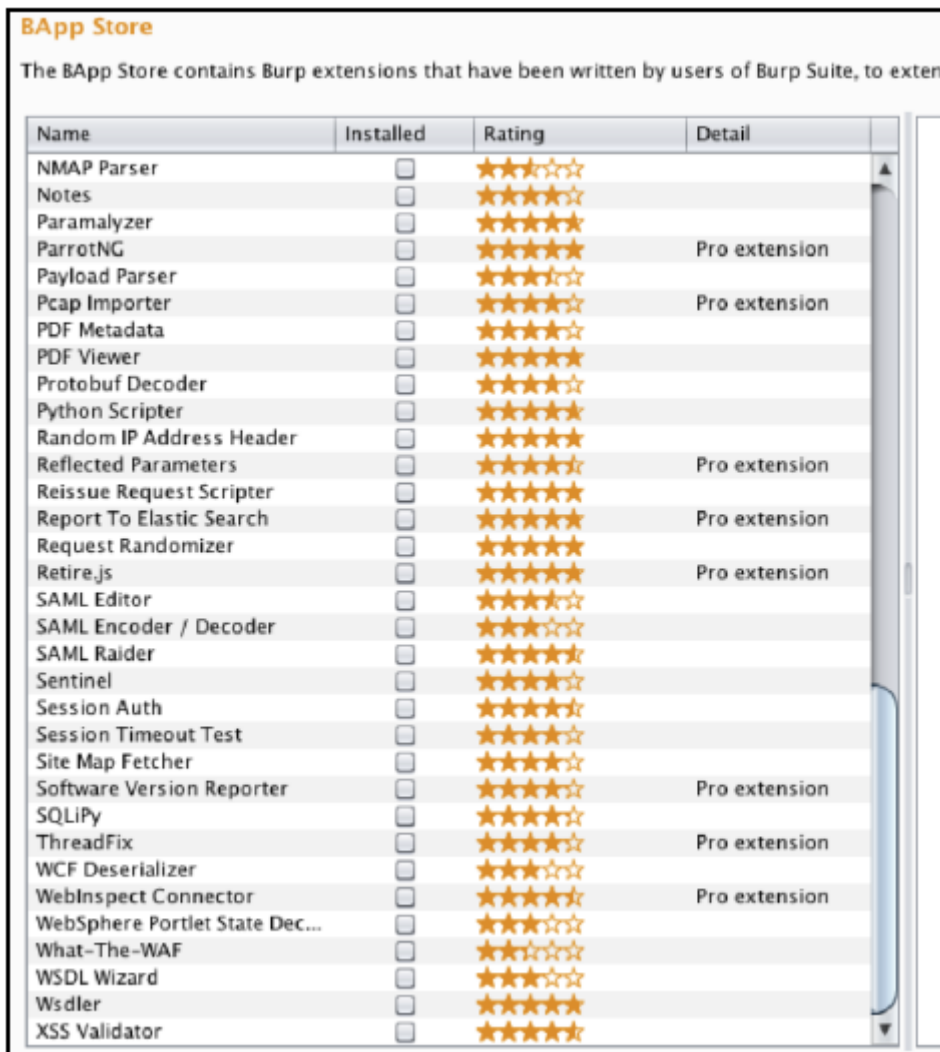 BApp Store
The BApp Store contains Burp extensions that have been written by users of Burp Suite, to exten
Name Installed Rating Detail
NMAP Parser
Notes
Paramalyzer
ParrotNG Pro extension
Payload Parser
Pcap Importer Pro extension
PDF Metadata
PDF Viewer
Protobuf Decoder
Python Scripter
Random IP Address Header
Reflected Parameters Pro extension
Reissue Request Scripter
Report To Elastic Search Pro extension
Request Randomizer
Retire.js Pro extension
SAML Editor
SAML Encoder / Decoder
SAML Raider
Sentinel
Session Auth
Session Timeout Test
Site Map Fetcher
Software Version Reporter Pro extension
SQLiPy
ThreadFix Pro extension
WCF Deserializer
WebInspect Connector Pro extension
WebSphere Portlet State Dec...
What-The-WAF
WSDL Wizard
Wsdler
XSS Validator